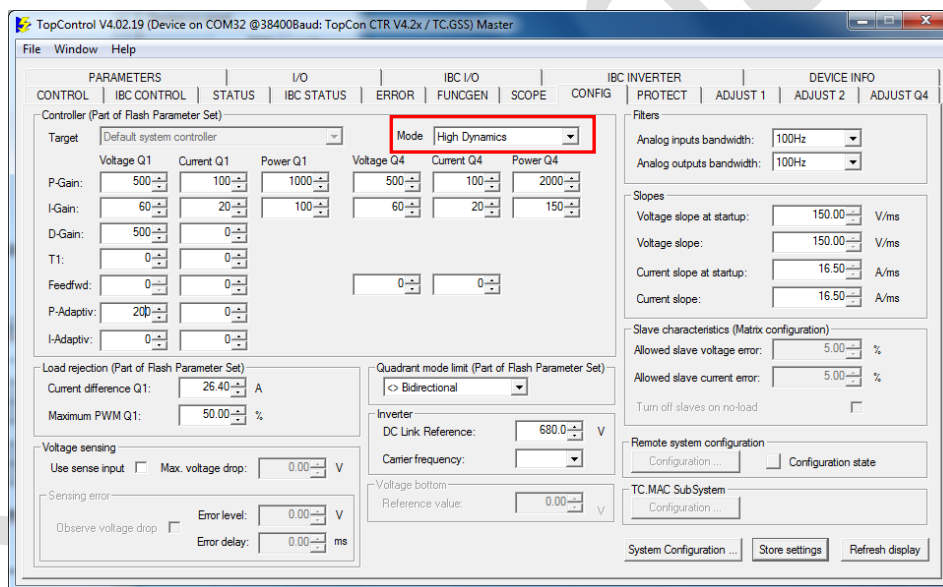 TopControl V4.02.19 (Device on COM32 @38400Baud: TopCon CTR V4.2x / TC.GSS) Master
File Window Help
PARAMETERS I/O IBC I/O IBC INVERTER DEVICE INFO
CONTROL IBC CONTROL STATUS IBC STATUS ERROR FUNCGEN SCOPE CONFIG PROTECT ADJUST 1 ADJUST 2 ADJUST Q4
Controller (Part of Flash Parameter Set)
Target Default system controller Mode High Dynamics
Voltage Q1 Current Q1 Power Q1 Voltage Q4 Current Q4 Power Q4
P-Gain: 500 100 1000 500 100 2000
I-Gain: 60 20 100 60 20 150
D-Gain: 500 0
T1: 0 0
Feedfwd: 0 0 0 0
P-Adaptiv: 200 0
I-Adaptiv: 0 0
Load rejection (Part of Flash Parameter Set)
Current difference Q1: 26.40 A
Maximum PWM Q1: 50.00 %
Voltage sensing
Use sense input Max. voltage drop: 0.00 V
Sensing error
Observe voltage drop
Error level: 0.00 V
Error delay: 0.00 ms
Quadrant mode limit (Part of Flash Parameter Set)
<> Bidirectional
Inverter
DC Link Reference: 680.0 V
Carrier frequency:
Voltage bottom
Reference value: 0.00 V
Filters
Analog inputs bandwidth: 100Hz
Analog outputs bandwidth: 100Hz
Slopes
Voltage slope at startup: 150.00 V/ms
Voltage slope: 150.00 V/ms
Current slope at startup: 16.50 A/ms
Current slope: 16.50 A/ms
Slave characteristics (Matrix configuration)
Allowed slave voltage error: 5.00 %
Allowed slave current error: 5.00 %
Turn off slaves on no-load
Remote system configuration
Configuration ... Configuration state
TC.MAC SubSystem
Configuration ...
System Configuration ... Store settings Refresh display